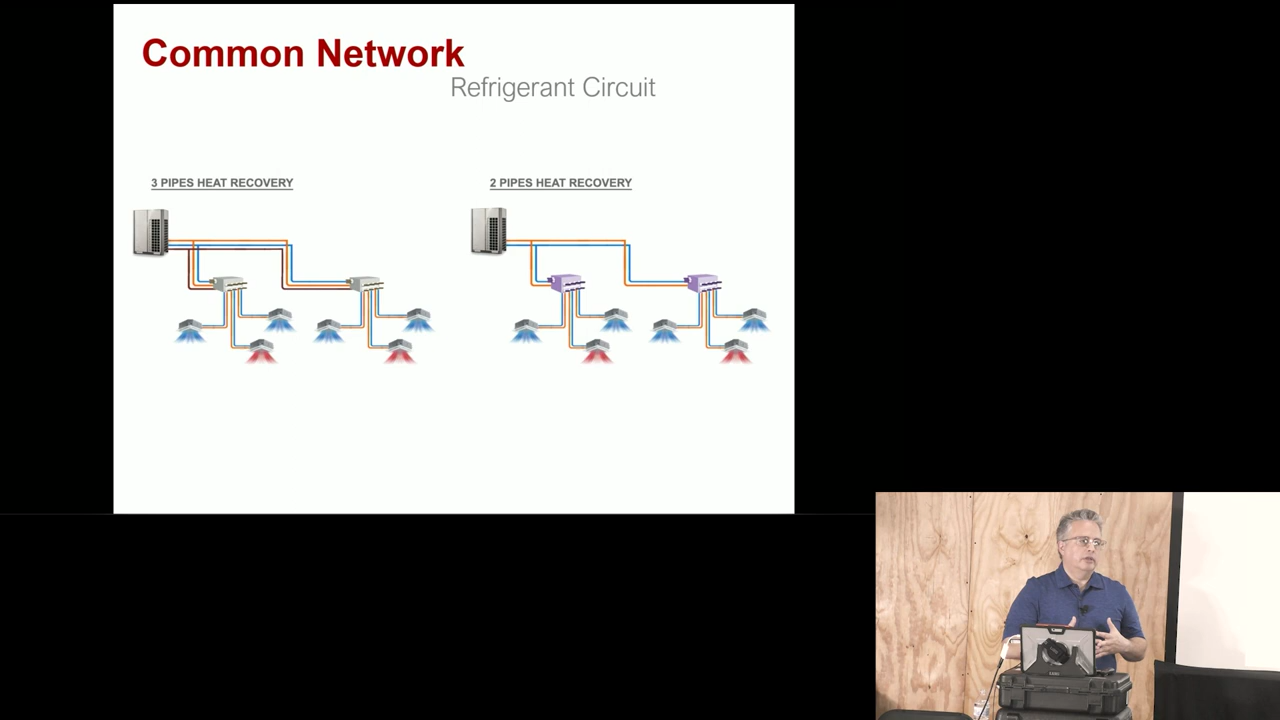 Common Network
Refrigerant Circuit
3 PIPES HEAT RECOVERY
2 PIPES HEAT RECOVERY